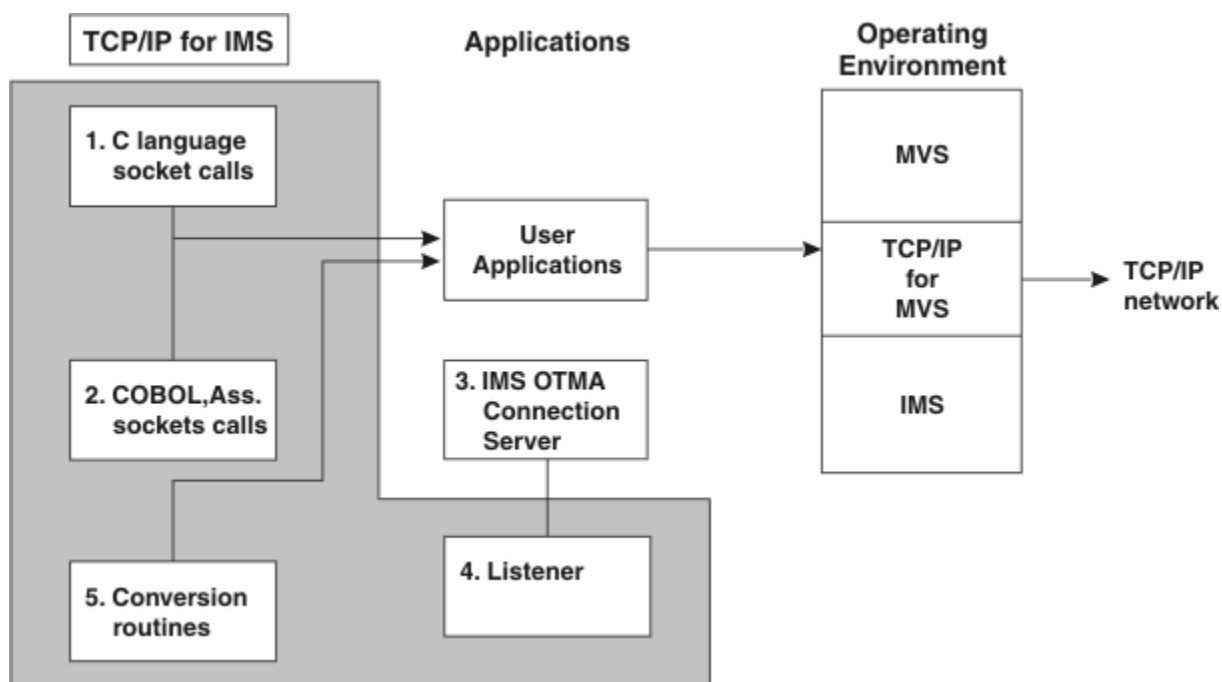 TCP/IP for IMS
Applications
Operating
Environment
1. C language
socket calls
MVS
User
Applications
TCP/IP
for
MVS
TCP/IP
network
2. COBOL,Ass.
sockets calls
3. IMS OTMA
Connection
Server
IMS
5. Conversion
routines
4. Listener